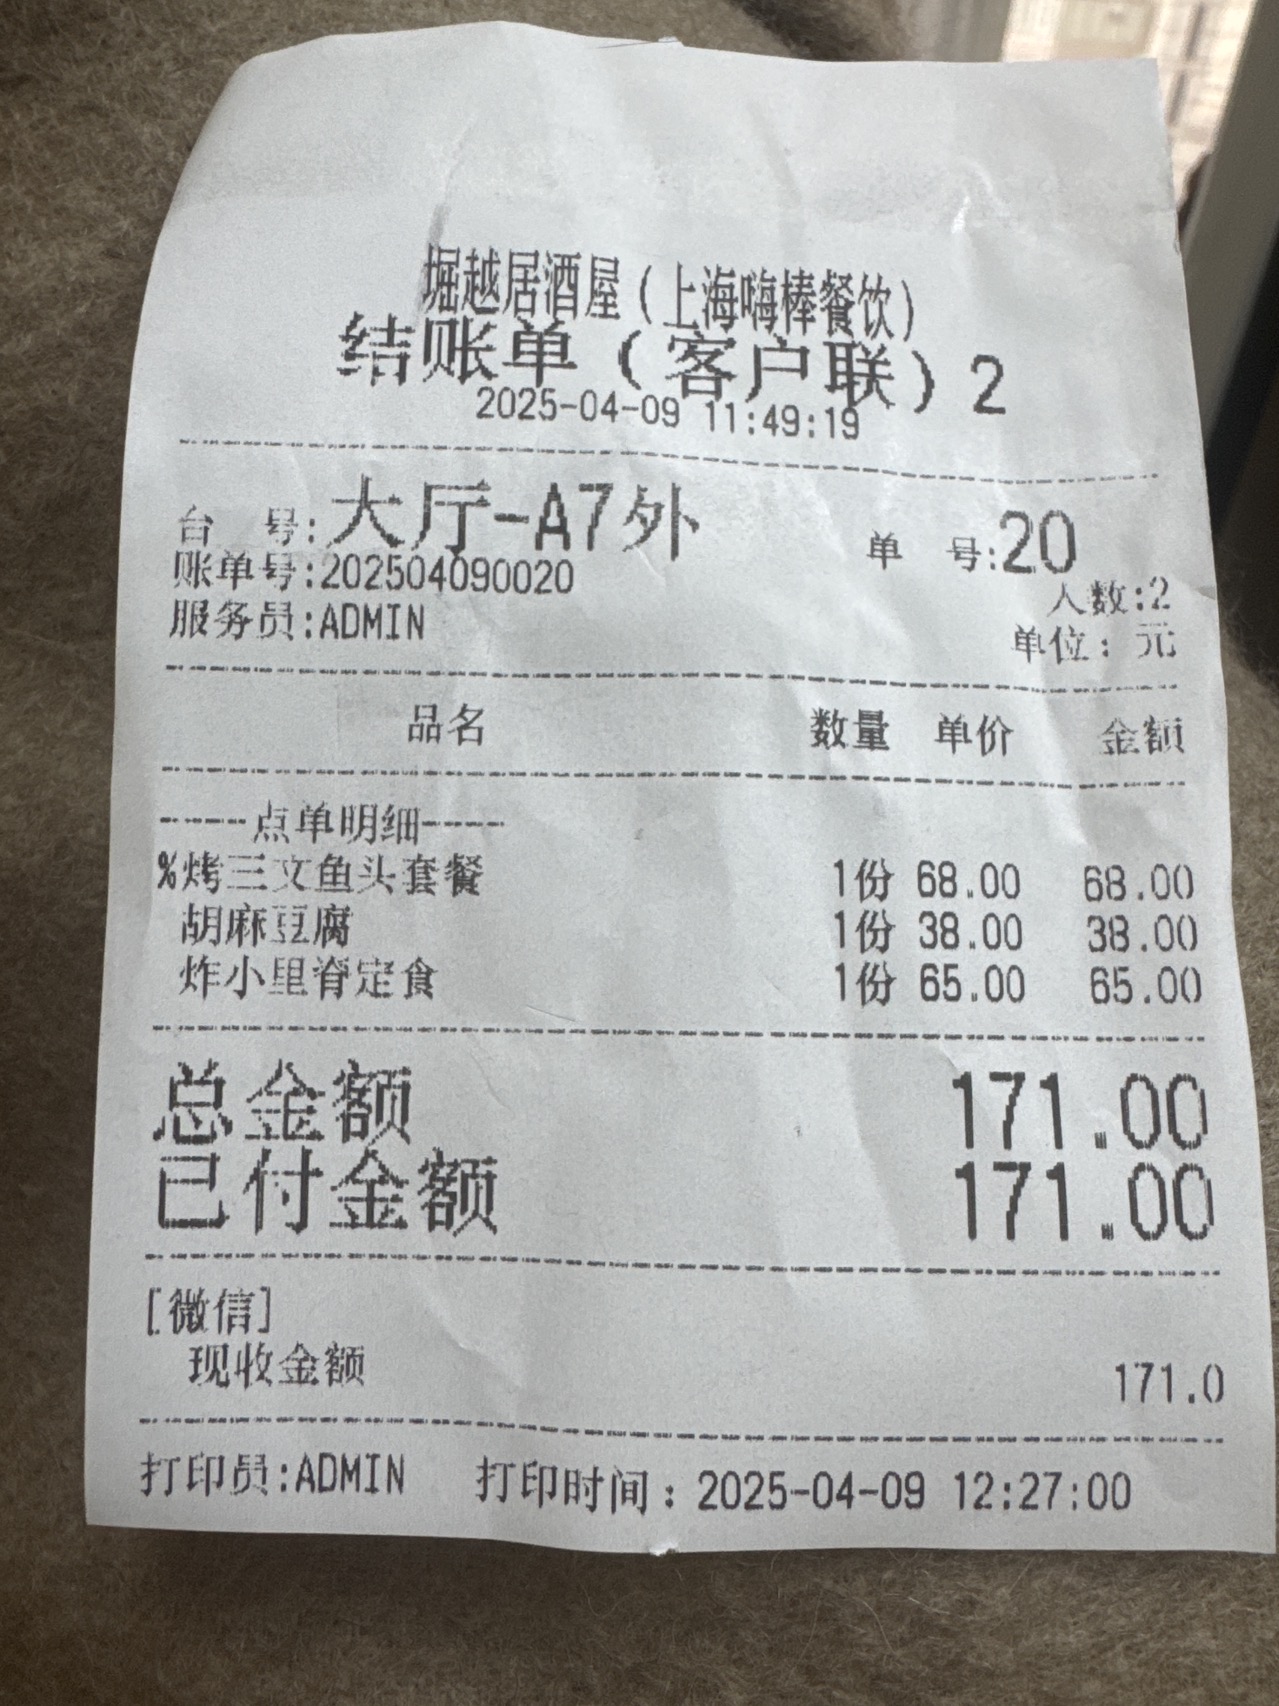 堀越居酒屋(上海嗨棒餐饮)
结账单(客户联)2
2025-04-09 11:49:19
台 号:大厅-A7外 单 号:20
账单号:202504090020
人数:2
服务员:ADMIN
单位: 元
品名 数量 单价 金额
-----点单明细-----
%烤三文鱼头套餐 1份 68.00 68.00
胡麻豆腐 1份 38.00 38.00
炸小里脊定食 1份 65.00 65.00
总金额 171.00
已付金额 171.00
[微信]
现收金额 171.0
打印员:ADMIN 打印时间: 2025-04-09 12:27:00